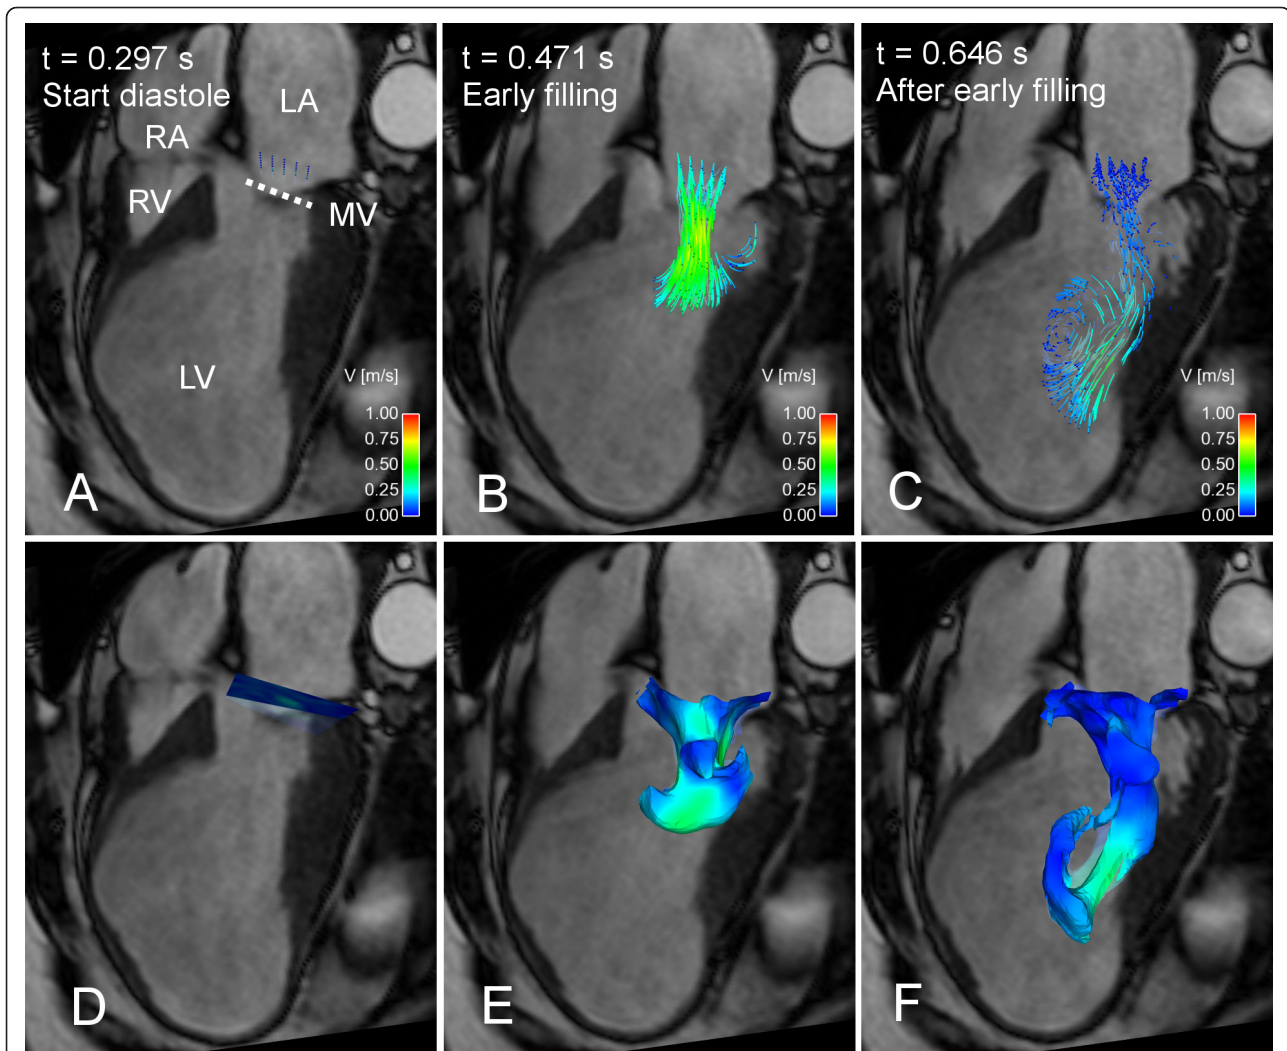 t = 0.297 s
Start diastole
LA
RA
RV
MV
LV
V [m/s]
1.00
0.75
0.50
0.25
0.00
A
t = 0.471 s
Early filling
V [m/s]
1.00
0.75
0.50
0.25
0.00
B
t = 0.646 s
After early filling
V [m/s]
1.00
0.75
0.50
0.25
0.00
C
D
E
F